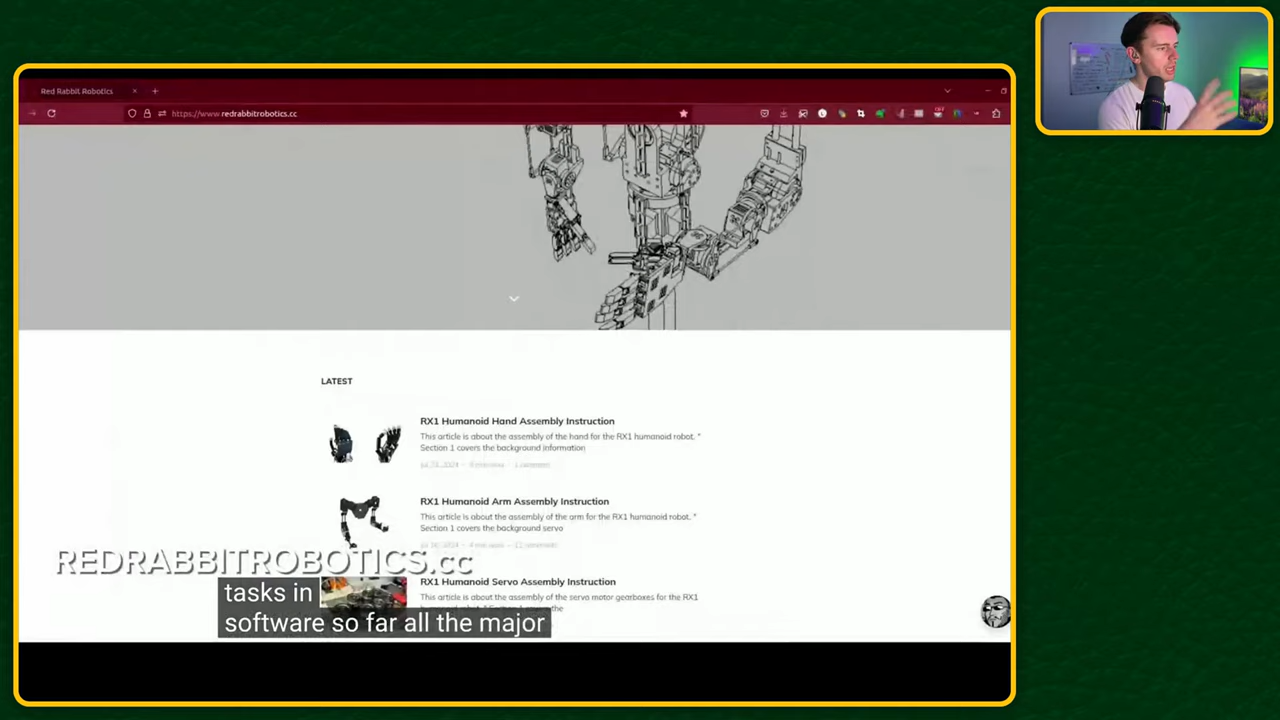 Red Rabbit Robotics
https://www.redrabbitrobotics.cc
LATEST
RX1 Humanoid Hand Assembly Instruction
This article is about the assembly of the hand for the RX1 humanoid robot. *
Section 1 covers the background information
RX1 Humanoid Arm Assembly Instruction
This article is about the assembly of the arm for the RX1 humanoid robot. *
Section 1 covers the background servo
REDRABBITROBOTICS.cc
RX1 Humanoid Servo Assembly Instruction
This article is about the assembly of the servo motor gearboxes for the RX1
tasks in
software so far all the major